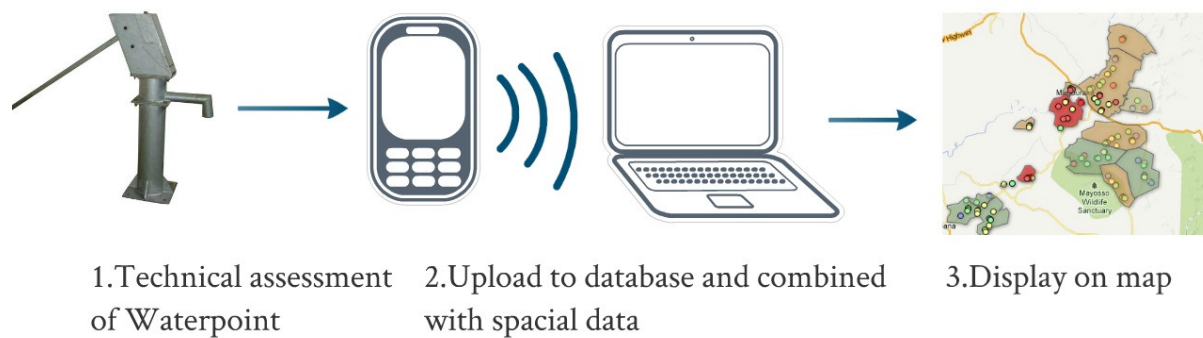 Highwa
1.Technical assessment
of Waterpoint
2.Upload to database and combined
with spacial data
3.Display on map
Mayosso
Wildlife
Sanctuary